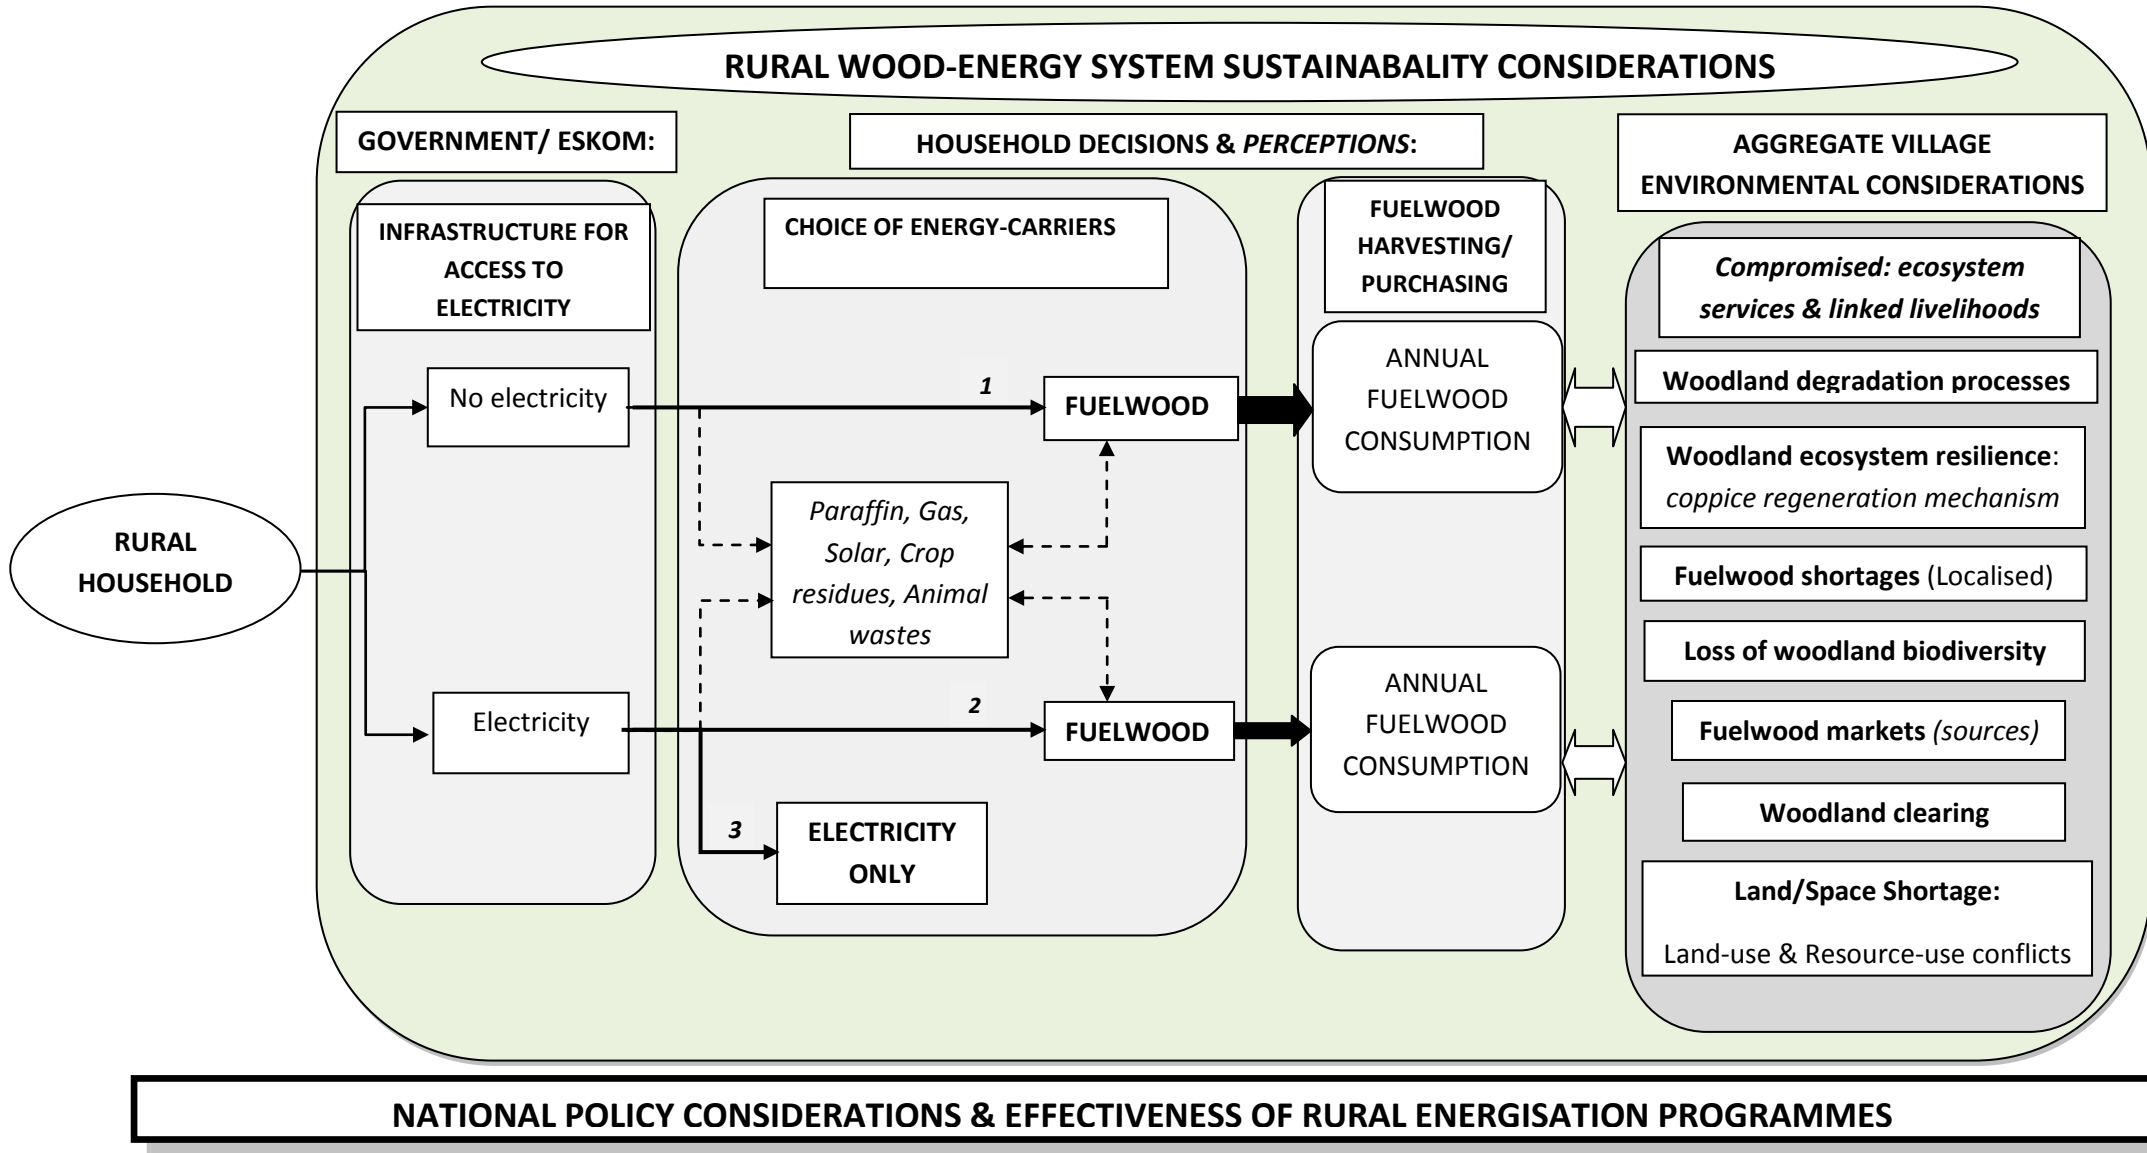 RURAL WOOD-ENERGY SYSTEM SUSTAINABALITY CONSIDERATIONS
GOVERNMENT/ ESKOM:
HOUSEHOLD DECISIONS & PERCEPTIONS:
AGGREGATE VILLAGE
ENVIRONMENTAL CONSIDERATIONS
INFRASTRUCTURE FOR
ACCESS TO
ELECTRICITY
CHOICE OF ENERGY-CARRIERS
FUELWOOD
HARVESTING/
PURCHASING
Compromised: ecosystem
services & linked livelihoods
RURAL
HOUSEHOLD
No electricity
Electricity
1
FUELWOOD
Paraffin, Gas,
Solar, Crop
residues, Animal
wastes
2
FUELWOOD
3
ELECTRICITY
ONLY
ANNUAL
FUELWOOD
CONSUMPTION
ANNUAL
FUELWOOD
CONSUMPTION
Woodland degradation processes
Woodland ecosystem resilience:
coppice regeneration mechanism
Fuelwood shortages (Localised)
Loss of woodland biodiversity
Fuelwood markets (sources)
Woodland clearing
Land/Space Shortage:
Land-use & Resource-use conflicts
NATIONAL POLICY CONSIDERATIONS & EFFECTIVENESS OF RURAL ENERGISATION PROGRAMMES